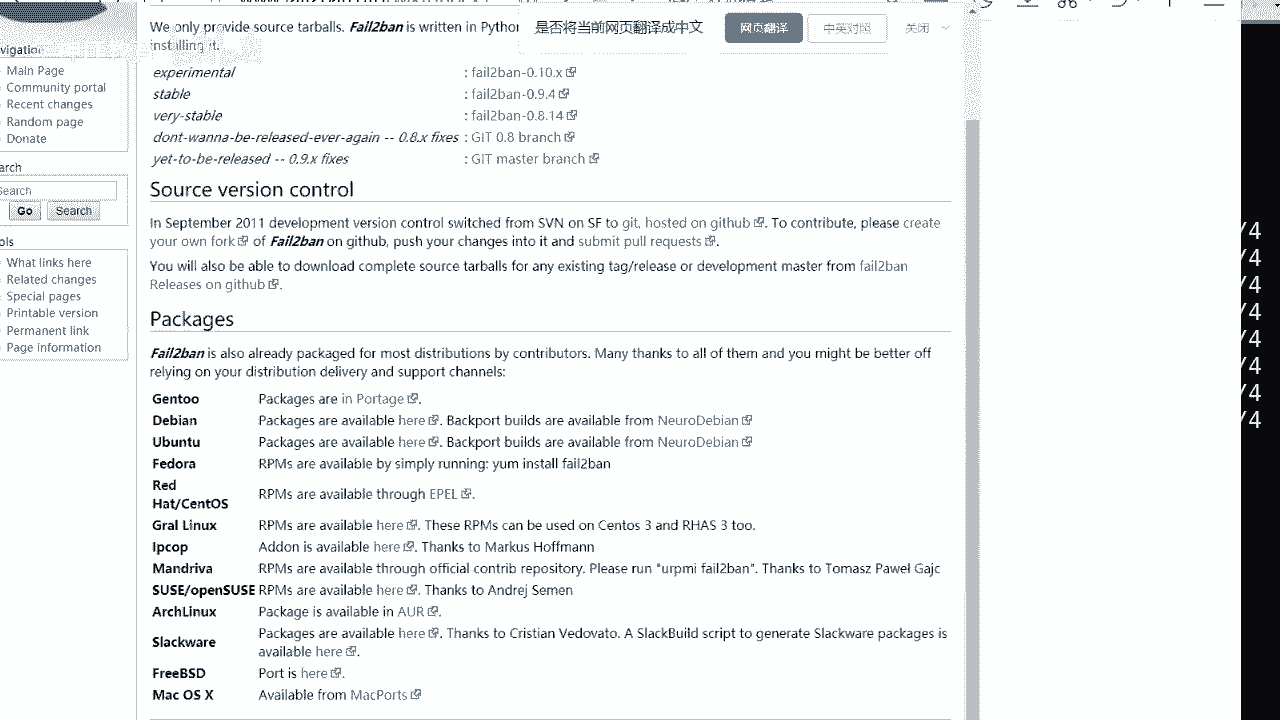 We only provide source tarballs. Fail2ban is written in Python
是否将当前网页翻译成中文
网页翻译
中英对照
关闭
installing it.
Main Page
Community portal
Recent changes
Random page
Donate
Search
Go
Search
What links here
Related changes
Special pages
Printable version
Permanent link
Page information
experimental : fail2ban-0.10.x
stable : fail2ban-0.9.4
very-stable : fail2ban-0.8.14
dont-wanna-be-released-ever-again -- 0.8.x fixes : GIT 0.8 branch
yet-to-be-released -- 0.9.x fixes : GIT master branch
Source version control
In September 2011 development version control switched from SVN on SF to git, hosted on github. To contribute, please create
your own fork of Fail2ban on github, push your changes into it and submit pull requests.
You will also be able to download complete source tarballs for any existing tag/release or development master from fail2ban
Releases on github.
Packages
Fail2ban is also already packaged for most distributions by contributors. Many thanks to all of them and you might be better off
relying on your distribution delivery and support channels:
Gentoo Packages are in Portage.
Debian Packages are available here. Backport builds are available from NeuroDebian
Ubuntu Packages are available here. Backport builds are available from NeuroDebian
Fedora RPMs are available by simply running: yum install fail2ban
Red
Hat/CentOS RPMs are available through EPEL.
Gral Linux RPMs are available here. These RPMs can be used on Centos 3 and RHAS 3 too.
Ipcop Addon is available here. Thanks to Markus Hoffmann
Mandriva RPMs are available through official contrib repository. Please run "urpmi fail2ban". Thanks to Tomasz Paweł Gajc
SUSE/openSUSE RPMs are available here. Thanks to Andrej Semen
ArchLinux Package is available in AUR.
Slackware Packages are available here. Thanks to Cristian Vedovato. A SlackBuild script to generate Slackware packages is
available here.
FreeBSD Port is here.
Mac OS X Available from MacPorts
/4
/4
/4
/4
/4
/4
/4
/4